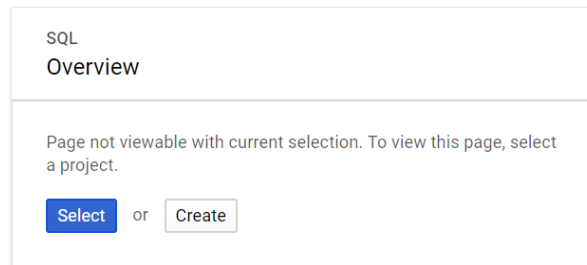 SQL
Overview
Page not viewable with current selection. To view this page, select
a project.
Select or Create